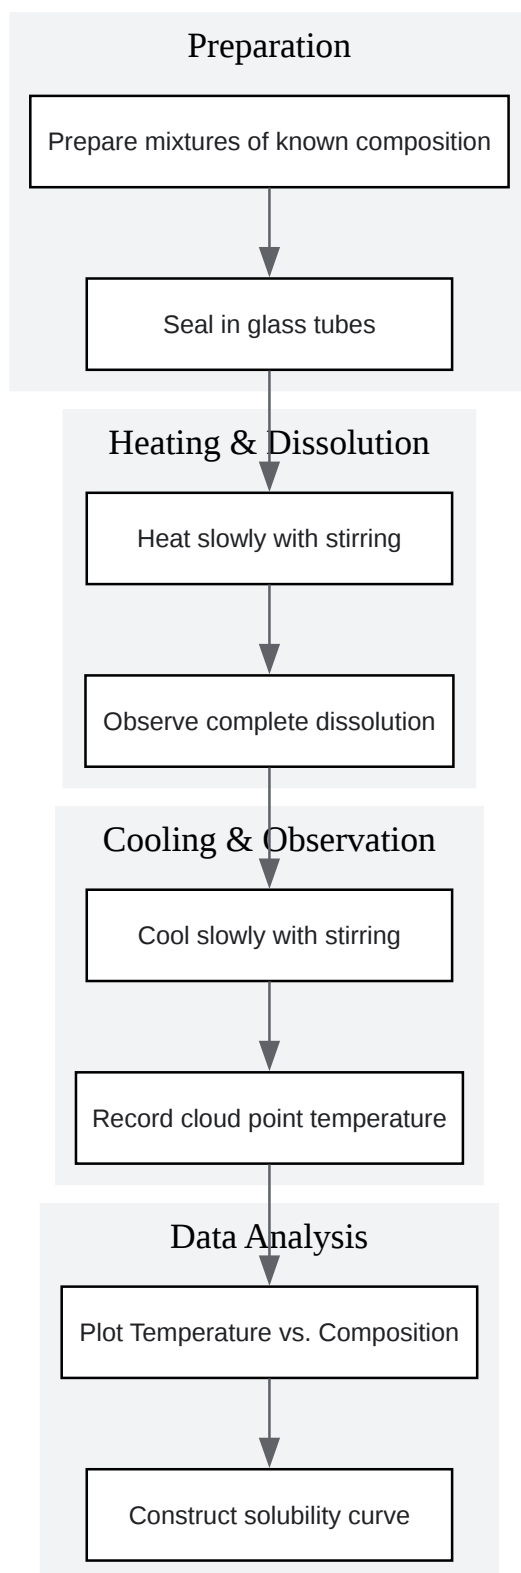 Preparation
Prepare mixtures of known composition
Seal in glass tubes
Heating & Dissolution
Heat slowly with stirring
Observe complete dissolution
Cooling & Observation
Cool slowly with stirring
Record cloud point temperature
Data Analysis
Plot Temperature vs. Composition
Construct solubility curve